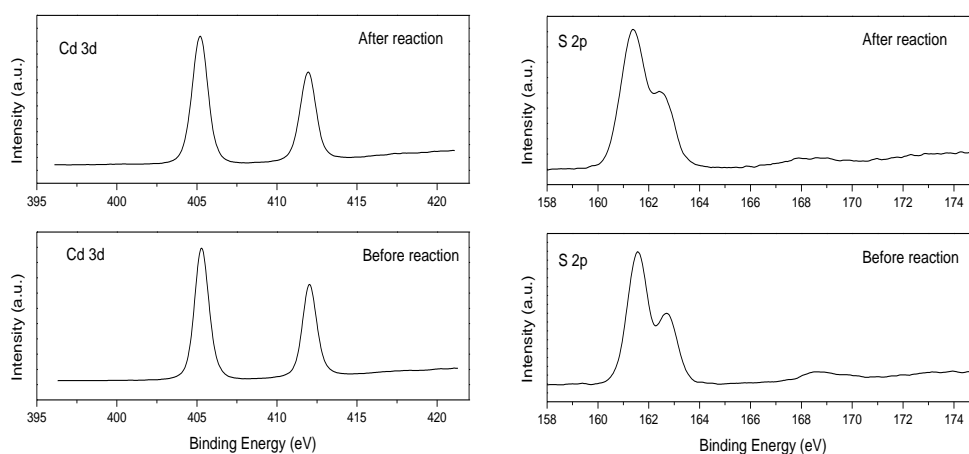 Cd 3d
After reaction
Intensity (a.u.)
395 400 405 410 415 420
S 2p
After reaction
Intensity (a.u.)
158 160 162 164 166 168 170 172 174
Cd 3d
Before reaction
Intensity (a.u.)
395 400 405 410 415 420
Binding Energy (eV)
S 2p
Before reaction
Intensity (a.u.)
158 160 162 164 166 168 170 172 174
Binding Energy (eV)